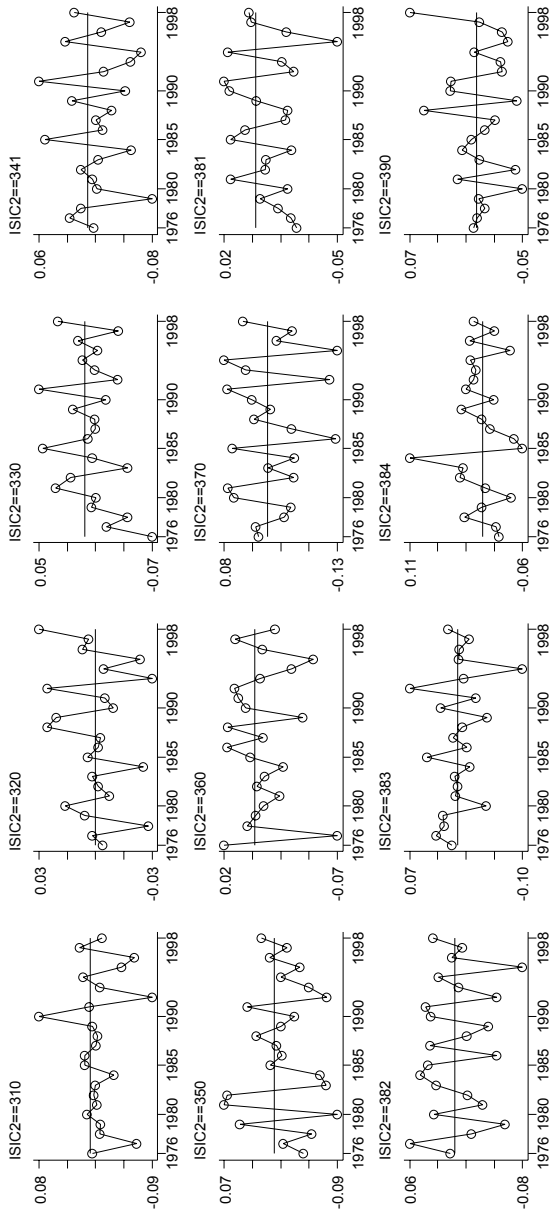 ISIC2==310
0.08
-0.09
1976 1980 1985 1990 1998
ISIC2==320
0.03
-0.03
1976 1980 1985 1990 1998
ISIC2==330
0.05
-0.07
1976 1980 1985 1990 1998
ISIC2==341
0.06
-0.08
1976 1980 1985 1990 1998
ISIC2==350
0.07
-0.09
1976 1980 1985 1990 1998
ISIC2==360
0.02
-0.07
1976 1980 1985 1990 1998
ISIC2==370
0.08
-0.13
1976 1980 1985 1990 1998
ISIC2==381
0.02
-0.05
1976 1980 1985 1990 1998
ISIC2==382
0.06
-0.08
1976 1980 1985 1990 1998
ISIC2==383
0.07
-0.10
1976 1980 1985 1990 1998
ISIC2==384
0.11
-0.06
1976 1980 1985 1990 1998
ISIC2==390
0.07
-0.05
1976 1980 1985 1990 1998